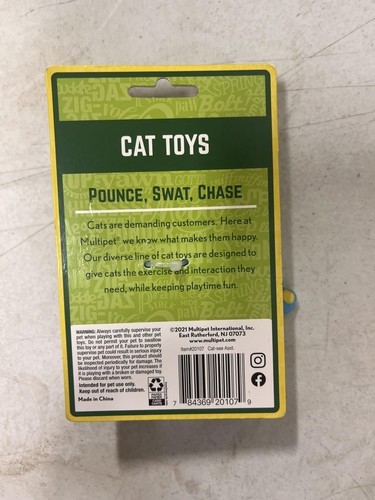 CAT TOYS
POUNCE, SWAT, CHASE
Cats are demanding customers. Here at
Multipet® we know what makes them happy.
Our diverse line of cat toys are designed to
give cats the exercise and interaction they
need, while keeping playtime fun.
WARNING: Always carefully supervise your
pet when playing with this and other pet
toys. Do not permit your pet to swallow
this toy or any part of it. Failure to properly
supervise pet could result in serious injury
to your pet. Moreover, this product should
be inspected periodically for damage. The
likelihood of injury to your pet increases if
it is playing with a broken or damaged toy.
Please discard when worn.
Intended for pet use only.
Keep out of reach of children.
Made in China
©2021 Multipet International, Inc.
East Rutherford, NJ 07073
www.multipet.com
Item#20107 Cat-see Asst.
7 84369 20107 9